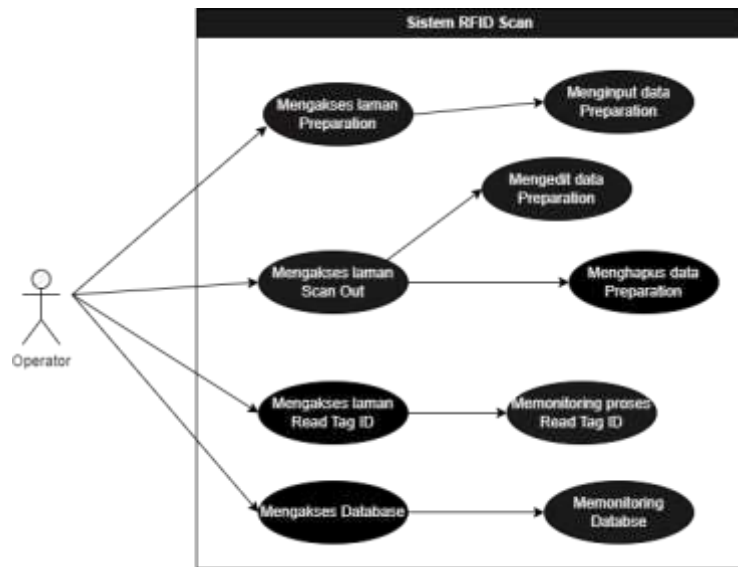 Sistem RFID Scan
Mengakses laman
Preparation
Menginput data
Preparation
Mengedit data
Preparation
Mengakses laman
Scan Out
Menghapus data
Preparation
Operator
Mengakses laman
Read Tag ID
Memonitoring proses
Read Tag ID
Mengakses Database
Memonitoring
Databse